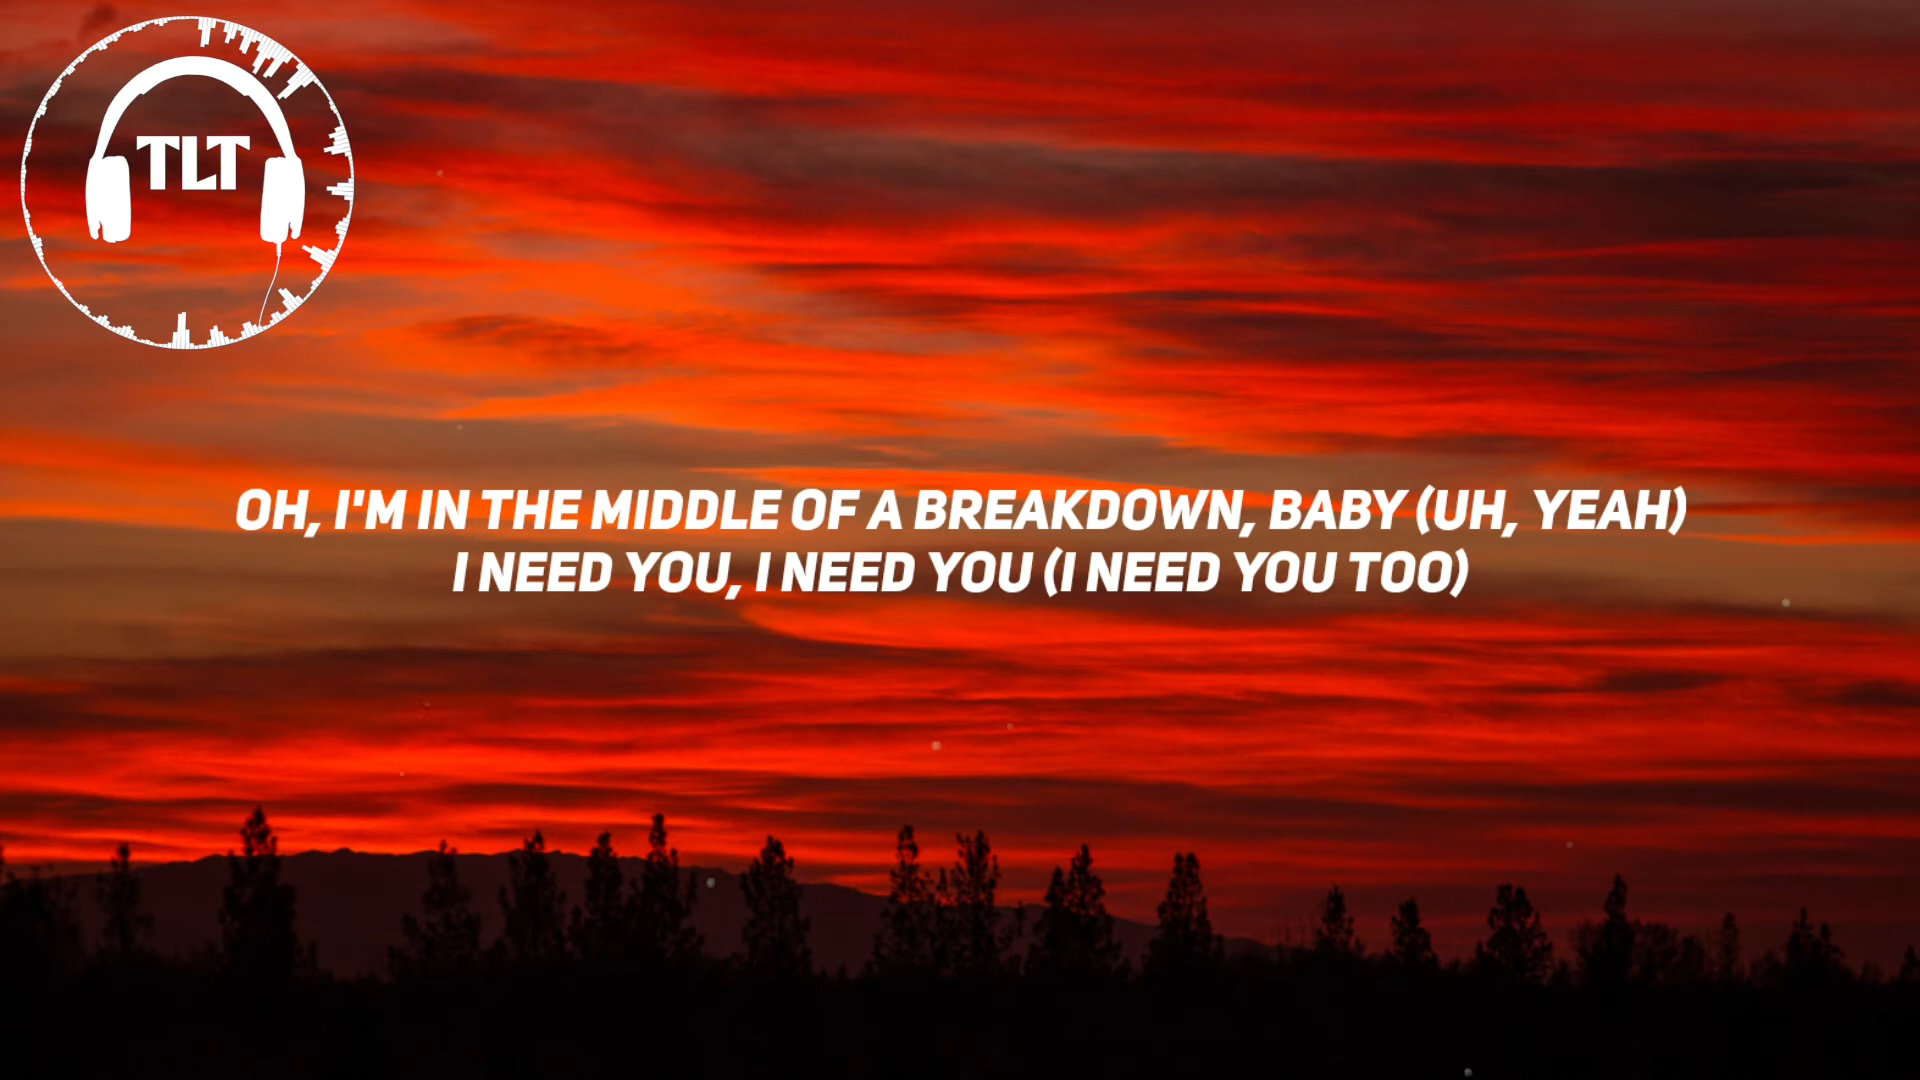 TLT
OH, I'M IN THE MIDDLE OF A BREAKDOWN, BABY (UH, YEAH)
I NEED YOU, I NEED YOU (I NEED YOU TOO)